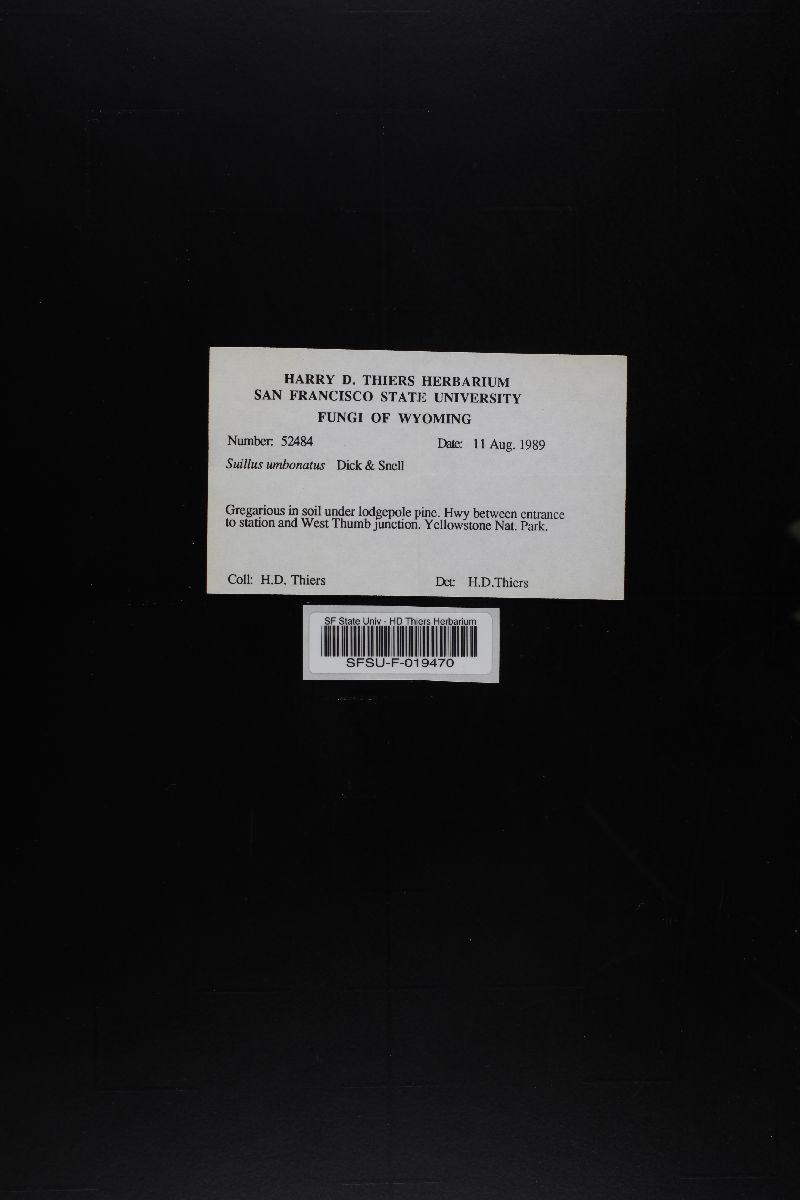 HARRY D. THIERS HERBARIUM
SAN FRANCISCO STATE UNIVERSITY
FUNGI OF WYOMING
Number: 52484 Date: 11 Aug. 1989
Suillus umbonatus Dick & Snell
Gregarious in soil under lodgepole pine. Hwy between entrance
to station and West Thumb junction. Yellowstone Nat. Park.
Coll: H.D. Thiers Det: H.D.Thiers
SF State Univ - HD Thiers Herbarium
SFSU-F-019470